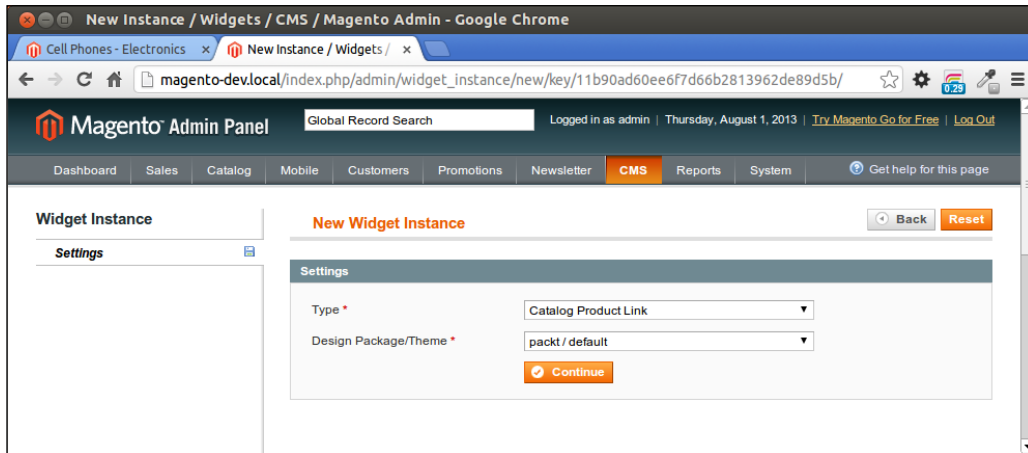 New Instance / Widgets / CMS / Magento Admin - Google Chrome
Cell Phones - Electronics x New Instance / Widgets / x
magento-dev.local/index.php/admin/widget_instance/new/key/11b90ad60ee6f7d66b2813962de89d5b/ 0.29
Magento Admin Panel Global Record Search Logged in as admin | Thursday, August 1, 2013 | Try Magento Go for Free | Log Out
Dashboard Sales Catalog Mobile Customers Promotions Newsletter CMS Reports System Get help for this page
Widget Instance
Settings
New Widget Instance Back Reset
Settings
Type * Catalog Product Link
Design Package/Theme * packt / default
Continue